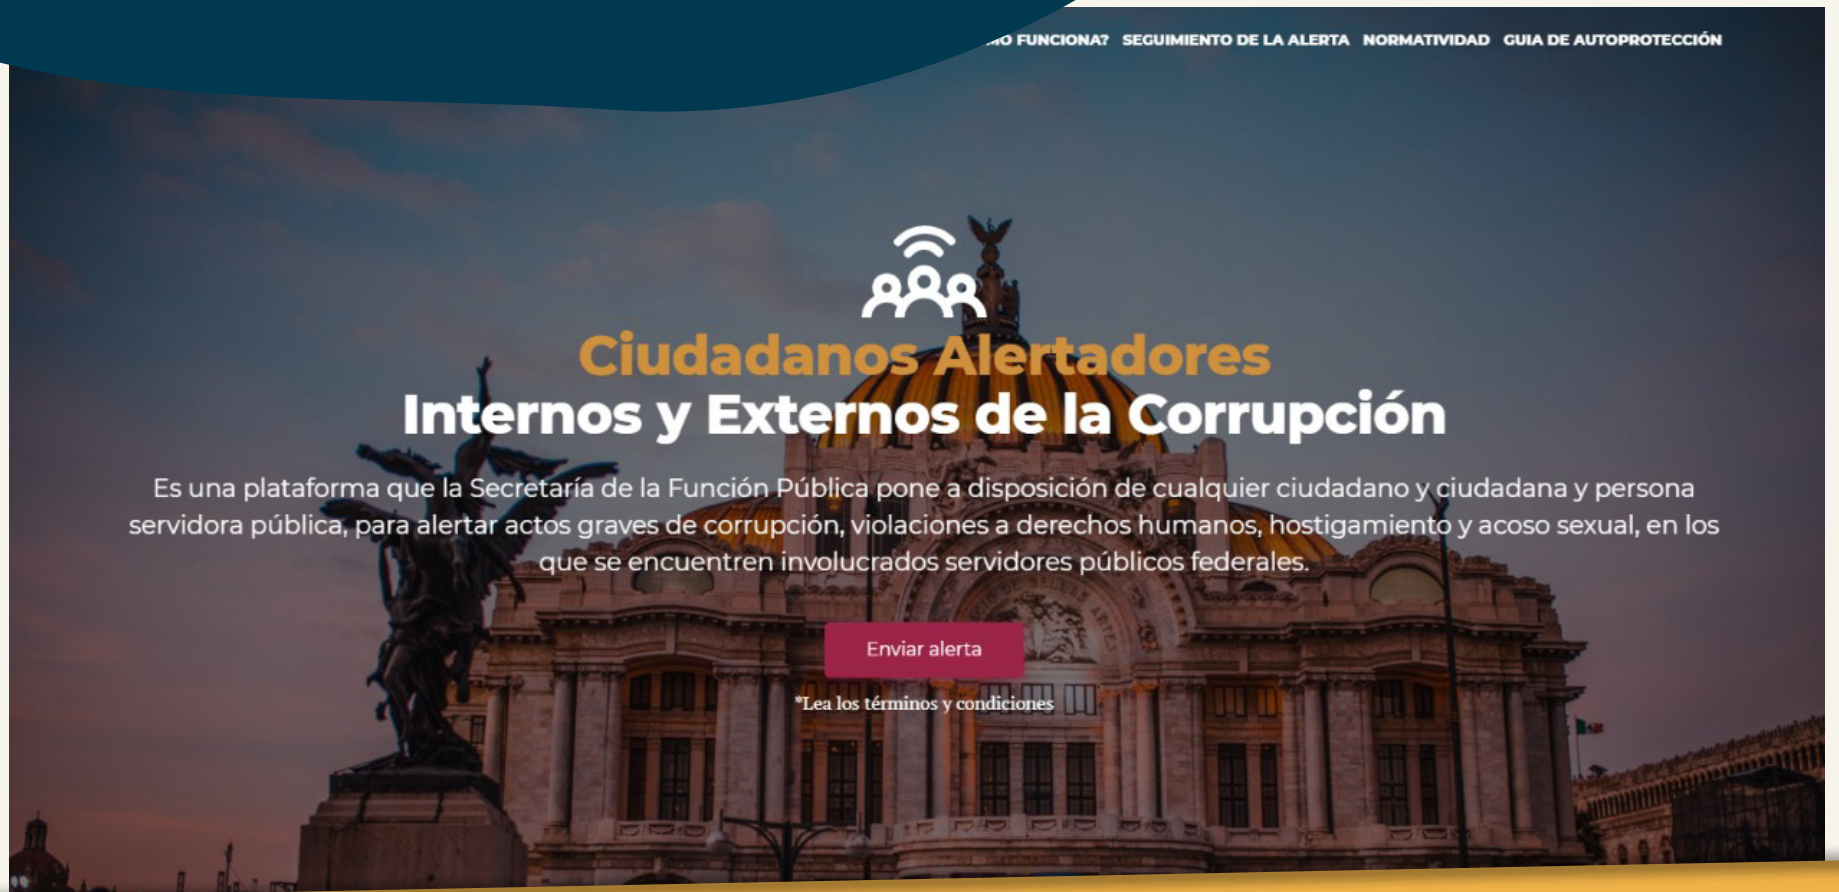 FUNCIONA? SEGUIMIENTO DE LA ALERTA NORMATIVIDAD GUIA DE AUTOPROTECCIÓN
Ciudadanos Alertadores
Internos y Externos de la Corrupción
Es una plataforma que la Secretaría de la Función Pública pone a disposición de cualquier ciudadano y ciudadana y persona
servidora pública, para alertar actos graves de corrupción, violaciones a derechos humanos, hostigamiento y acoso sexual, en los
que se encuentren involucrados servidores públicos federales.
Enviar alerta
*Lea los términos y condiciones